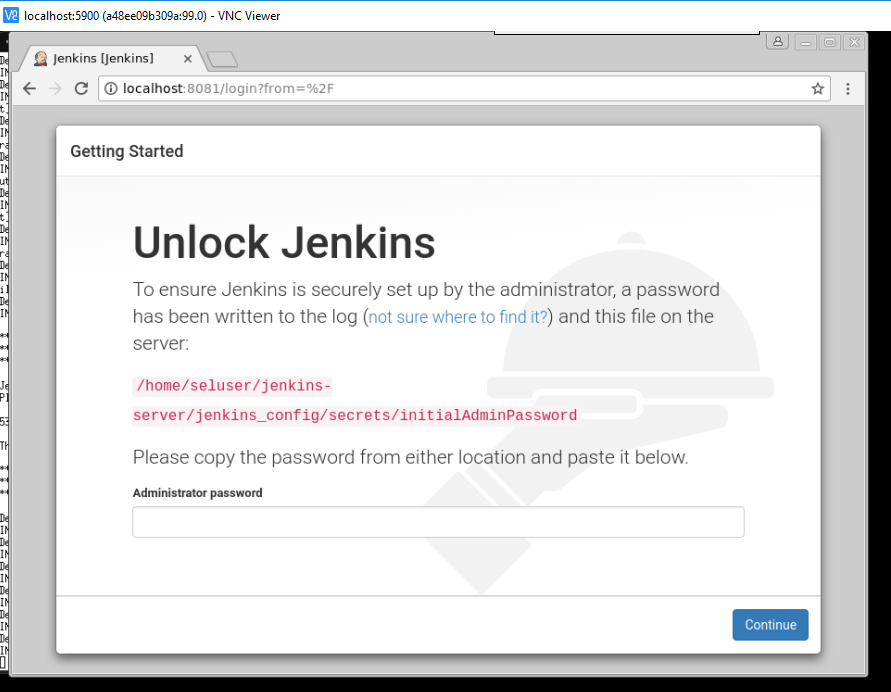 localhost:5900 (a48ee09b309a:99.0) - VNC Viewer
Jenkins [Jenkins]
localhost:8081/login?from=%2F
Getting Started
Unlock Jenkins
To ensure Jenkins is securely set up by the administrator, a password
has been written to the log (not sure where to find it?) and this file on the
server:
/home/seluser/jenkins-
server/jenkins_config/secrets/initialAdminPassword
Please copy the password from either location and paste it below.
Administrator password
Continue